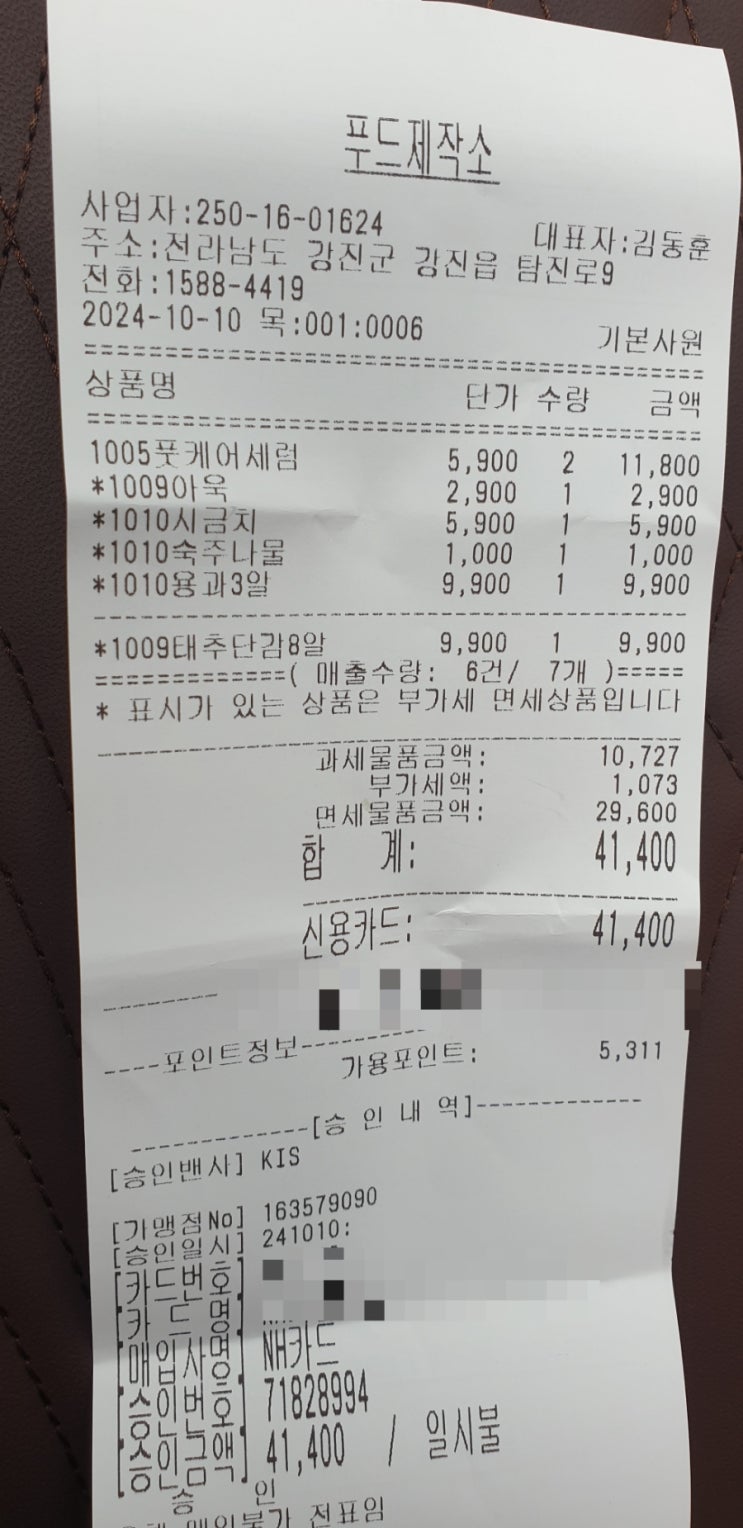 푸드제작소
사업자:250-16-01624 대표자:김동훈
주소:전라남도 강진군 강진읍 탐진로9
전화:1588-4419
2024-10-10 목:001:0006 기본사원
상품명 단가 수량 금액
1005풋케어세럼 5,900 2 11,800
*1009아욱 2,900 1 2,900
*1010시금치 5,900 1 5,900
*1010숙주나물 1,000 1 1,000
*1010용과3알 9,900 1 9,900
*1009태추단감8알 9,900 1 9,900
=============( 매출수량: 6건/ 7개 )=====
* 표시가 있는 상품은 부가세 면세상품입니다
과세물품금액: 10,727
부가세액: 1,073
면세물품금액: 29,600
합 계: 41,400
신용카드: 41,400
----포인트정보----------
가용포인트: 5,311
-------------[승 인 내 역]-------------
[승인밴사] KIS
[가맹점No] 163579090
[승인일시] 241010:
[카드번호]
[카 드 명]
[매입사명] NH카드
[승인번호] 71828994
[승인금액] 41,400 / 일시불
승 인
매입불가 전표임